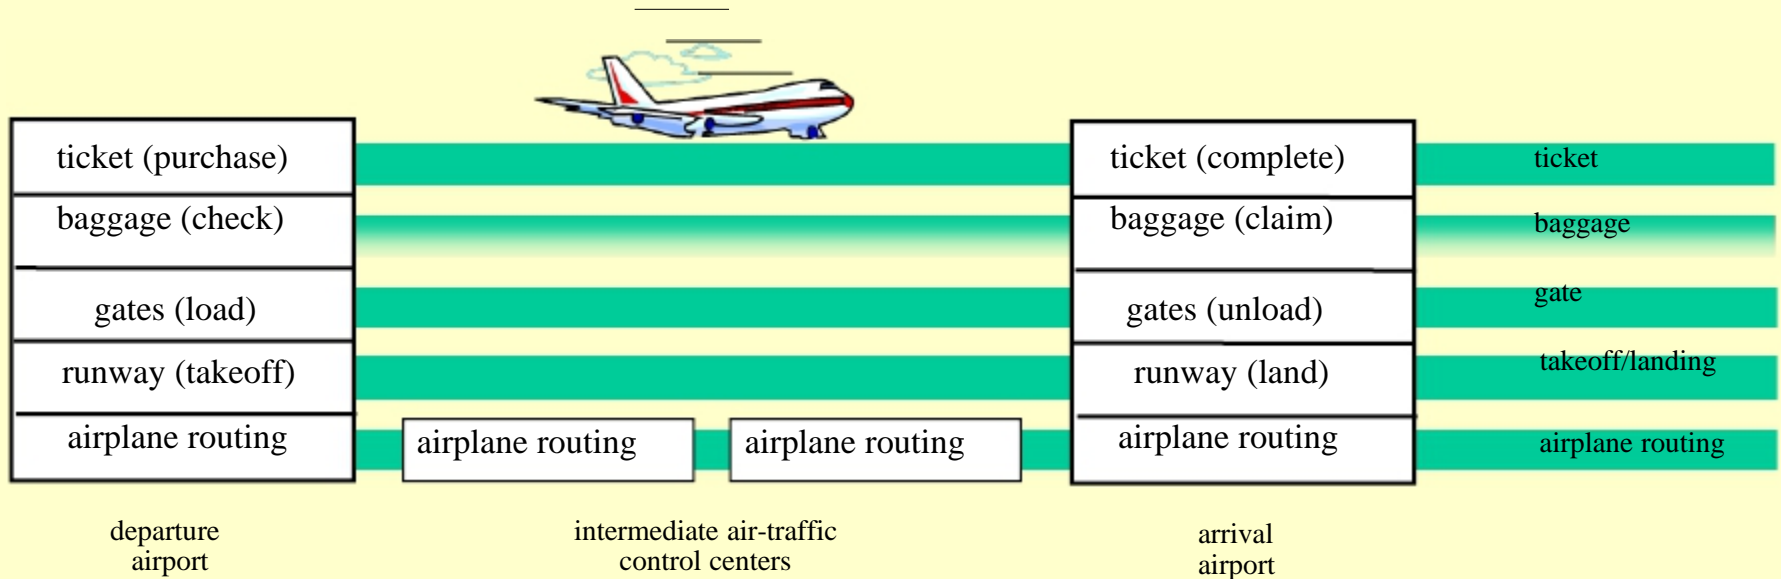 ticket (purchase)
ticket (complete)
ticket
baggage (check)
baggage (claim)
baggage
gates (load)
gates (unload)
gate
runway (takeoff)
runway (land)
takeoff/landing
airplane routing
airplane routing
airplane routing
airplane routing
airplane routing
departure
airport
intermediate air-traffic
control centers
arrival
airport